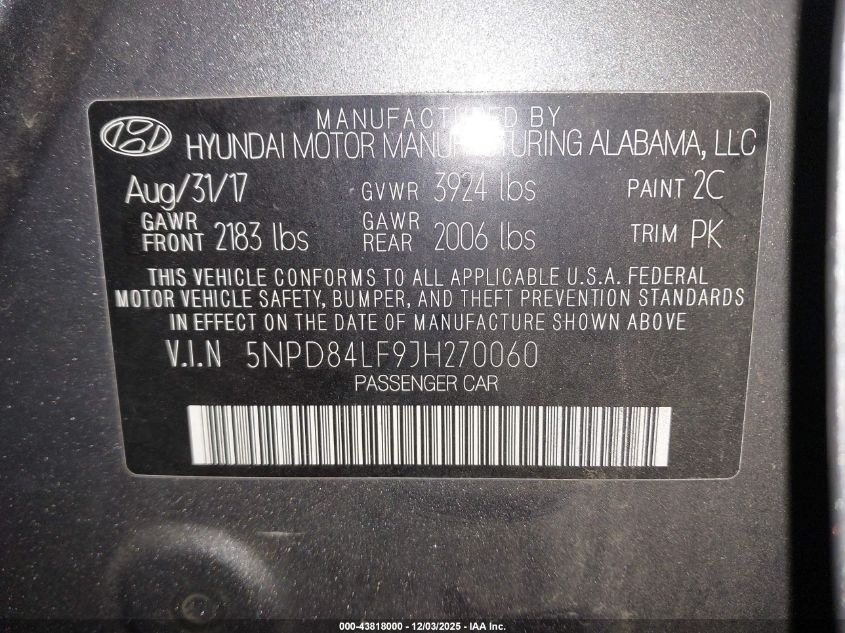 MANUFACTURED BY
HYUNDAI MOTOR MANUFACTURING ALABAMA, LLC
Aug/31/17 GVWR 3924 lbs PAINT 2C
GAWR FRONT 2183 lbs GAWR REAR 2006 lbs TRIM PK
THIS VEHICLE CONFORMS TO ALL APPLICABLE U.S.A. FEDERAL
MOTOR VEHICLE SAFETY, BUMPER, AND THEFT PREVENTION STANDARDS
IN EFFECT ON THE DATE OF MANUFACTURE SHOWN ABOVE
V.I.N 5NPD84LF9JH270060
PASSENGER CAR
000-43818000 - 12/03/2025 - IAA Inc.